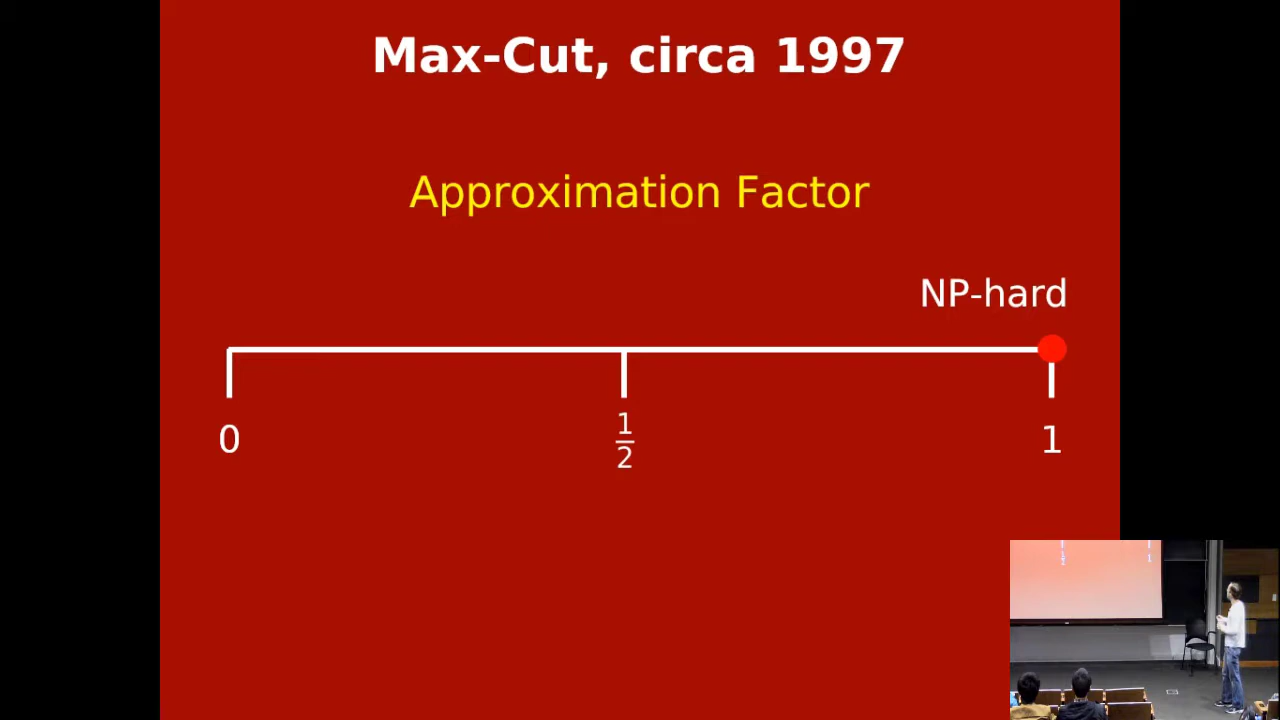 Max-Cut, circa 1997
Approximation Factor
NP-hard
0
1
2
1